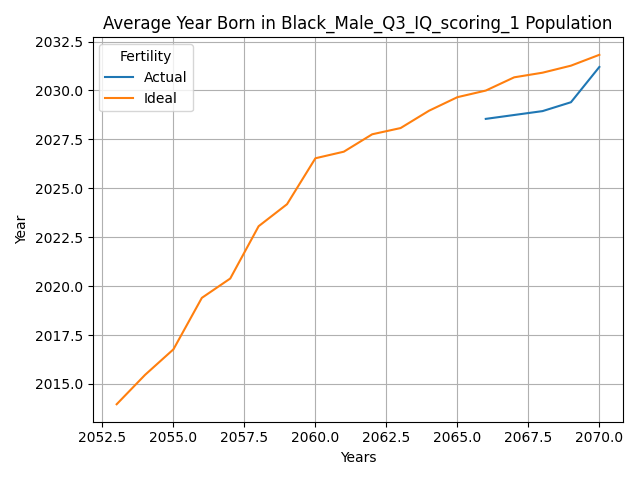 Average Year Born in Black_Male_Q3_IQ_scoring_1 Population
Fertility
Actual
Ideal
Year
2032.5
2030.0
2027.5
2025.0
2022.5
2020.0
2017.5
2015.0
2052.5 2055.0 2057.5 2060.0 2062.5 2065.0 2067.5 2070.0
Years